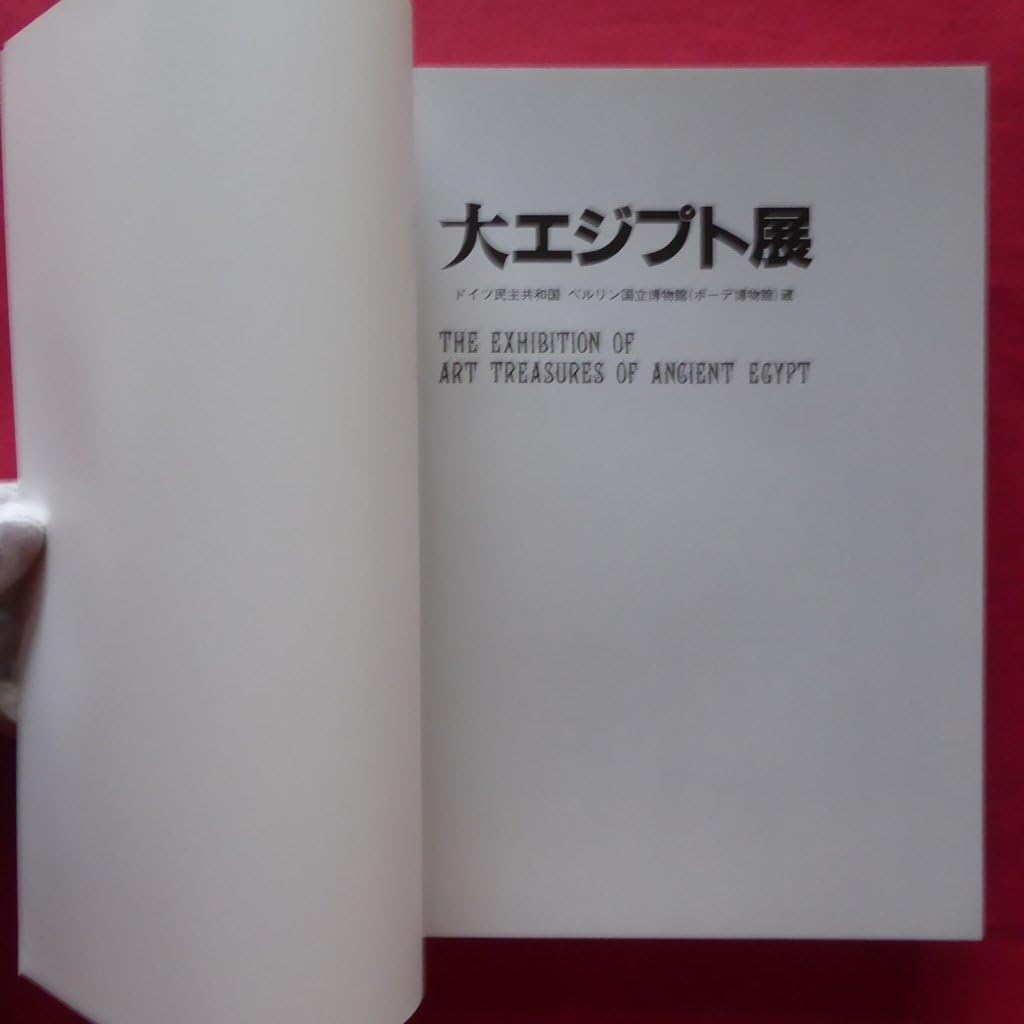 大エジプト展
ドイツ民主共和国 ベルリン国立博物館(ボーデ博物館)蔵
THE EXHIBITION OF
ART TREASURES OF ANCIENT EGYPT